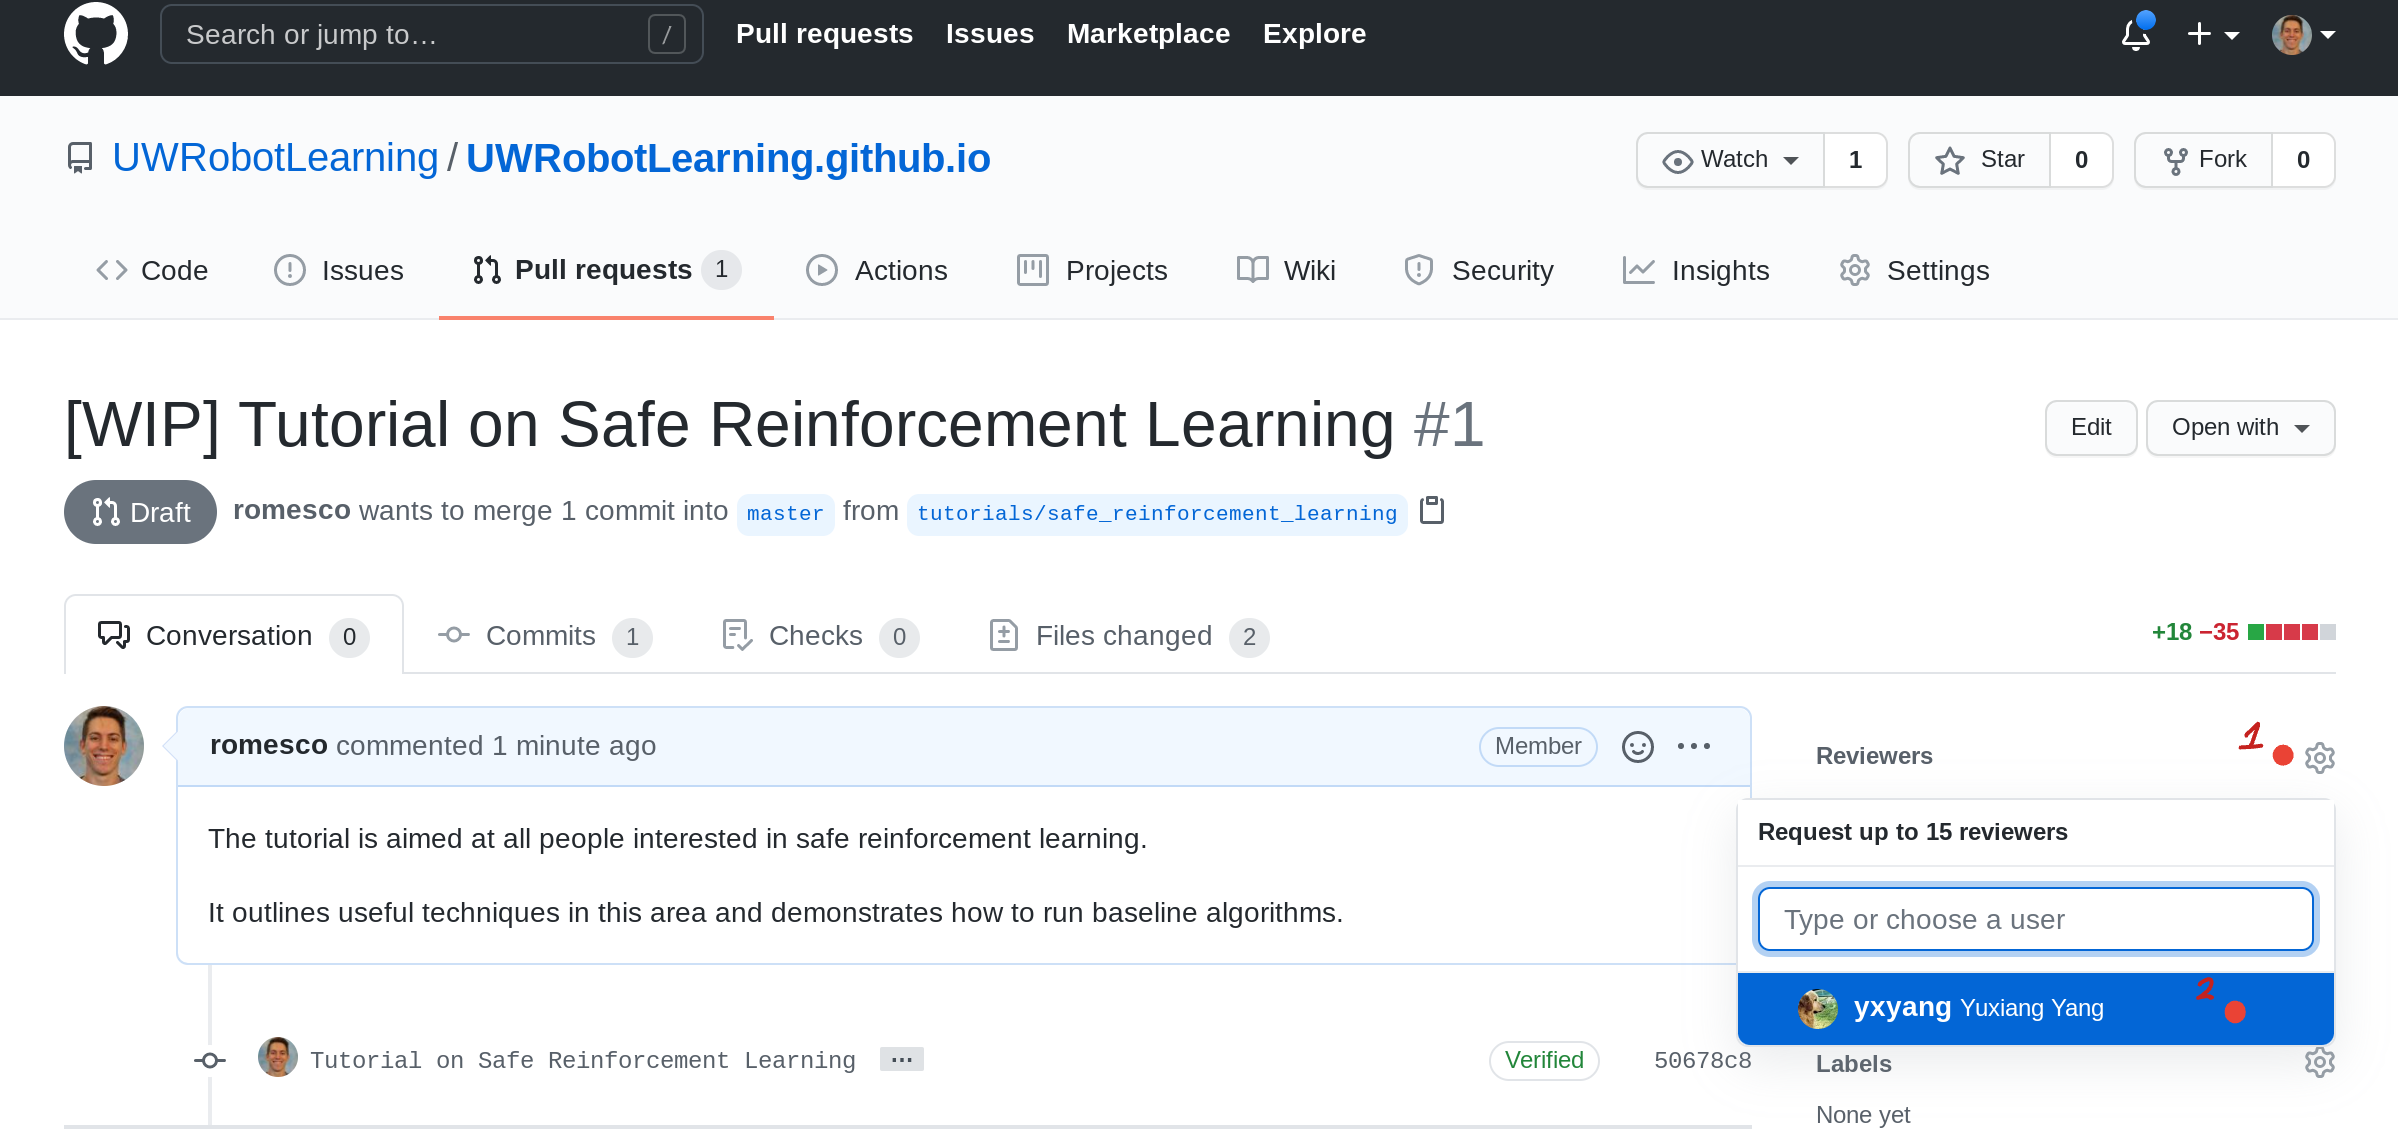 Search or jump to… /
Pull requests Issues Marketplace Explore
UWRobotLearning / UWRobotLearning.github.io
Watch 1 Star 0 Fork 0
Code Issues Pull requests 1 Actions Projects Wiki Security Insights Settings
[WIP] Tutorial on Safe Reinforcement Learning #1
Edit Open with
Draft romesco wants to merge 1 commit into master from tutorials/safe_reinforcement_learning
Conversation 0 Commits 1 Checks 0 Files changed 2
+18 −35
romesco commented 1 minute ago
Member
The tutorial is aimed at all people interested in safe reinforcement learning.
It outlines useful techniques in this area and demonstrates how to run baseline algorithms.
Tutorial on Safe Reinforcement Learning … Verified 50678c8
Reviewers 1
Request up to 15 reviewers
Type or choose a user
yxyang Yuxiang Yang 2
Labels
None yet